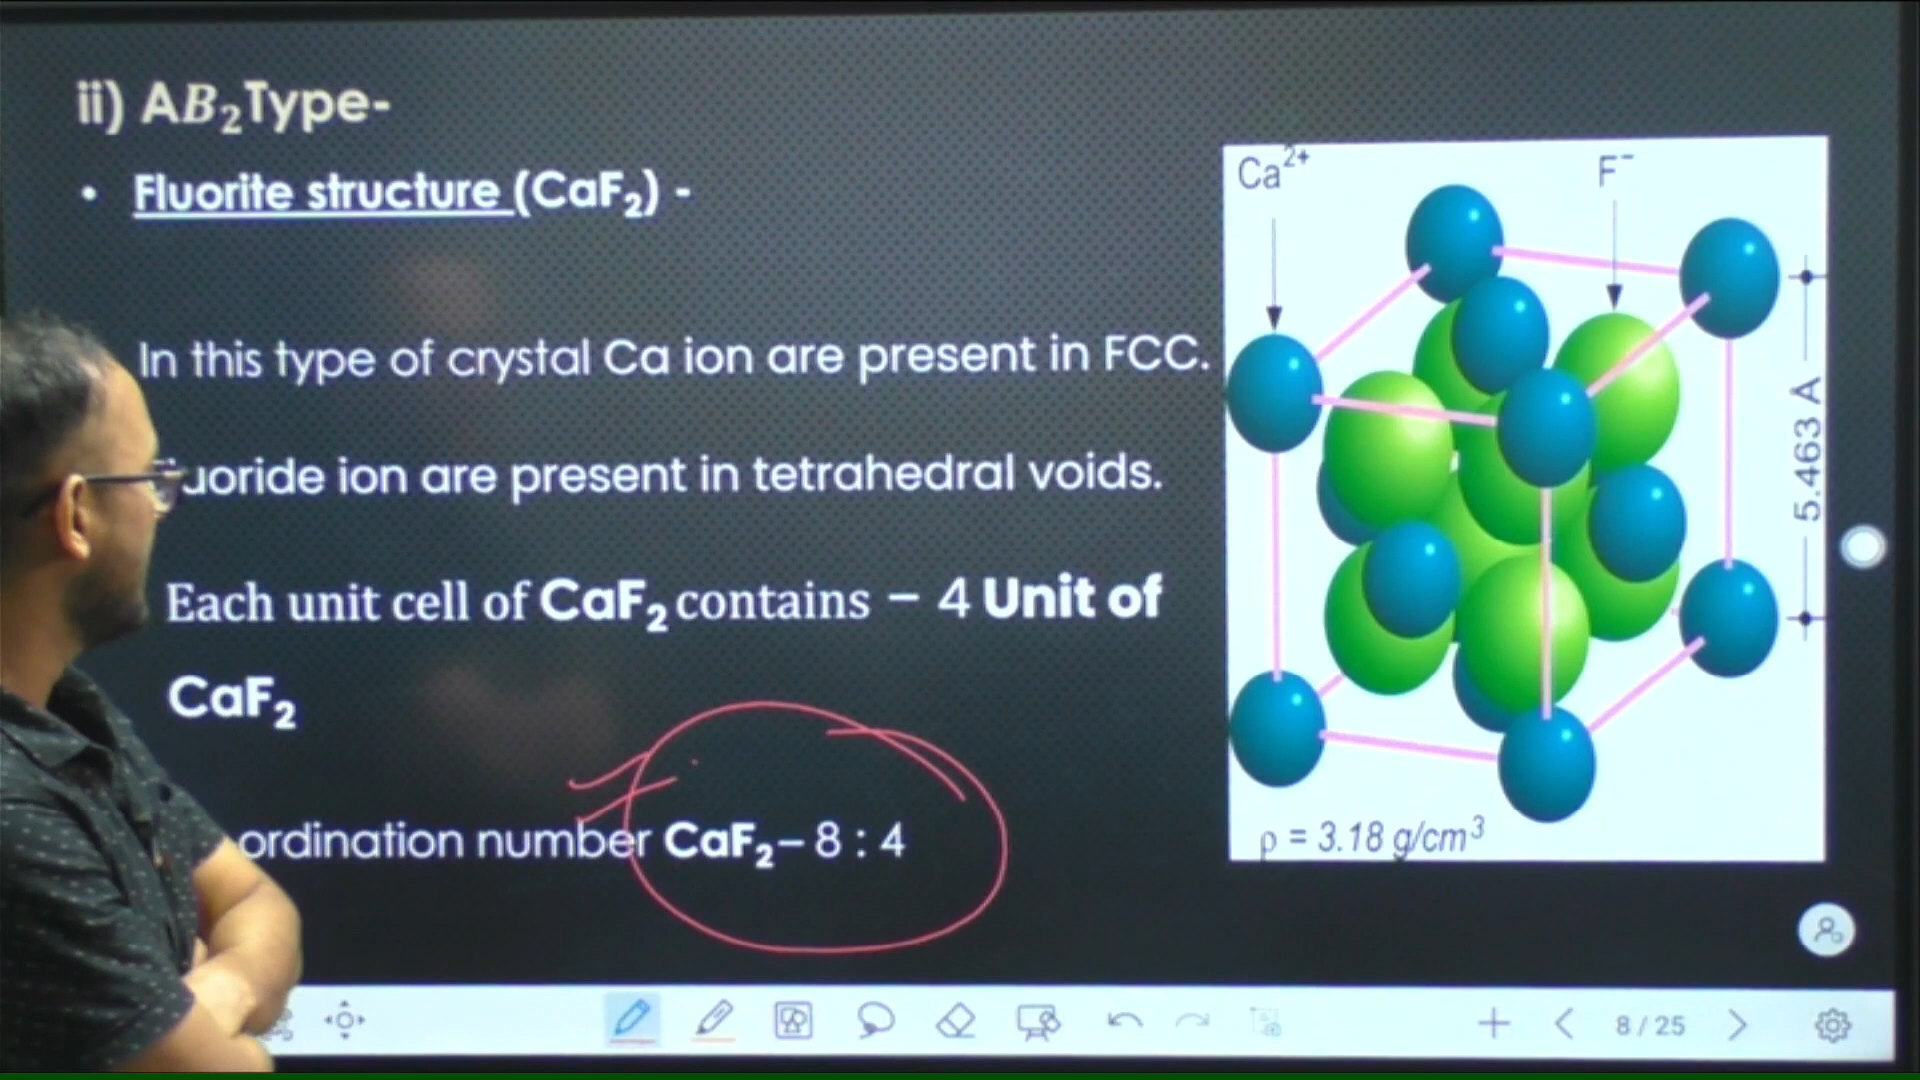 ii) AB₂Type-
• Fluorite structure (CaF₂) -
In this type of crystal Ca ion are present in FCC.
uoride ion are present in tetrahedral voids.
Each unit cell of CaF₂ contains – 4 Unit of
CaF₂
ordination number CaF₂– 8 : 4
Ca²⁺
F⁻
5.463 Å
ρ = 3.18 g/cm³
8 / 25